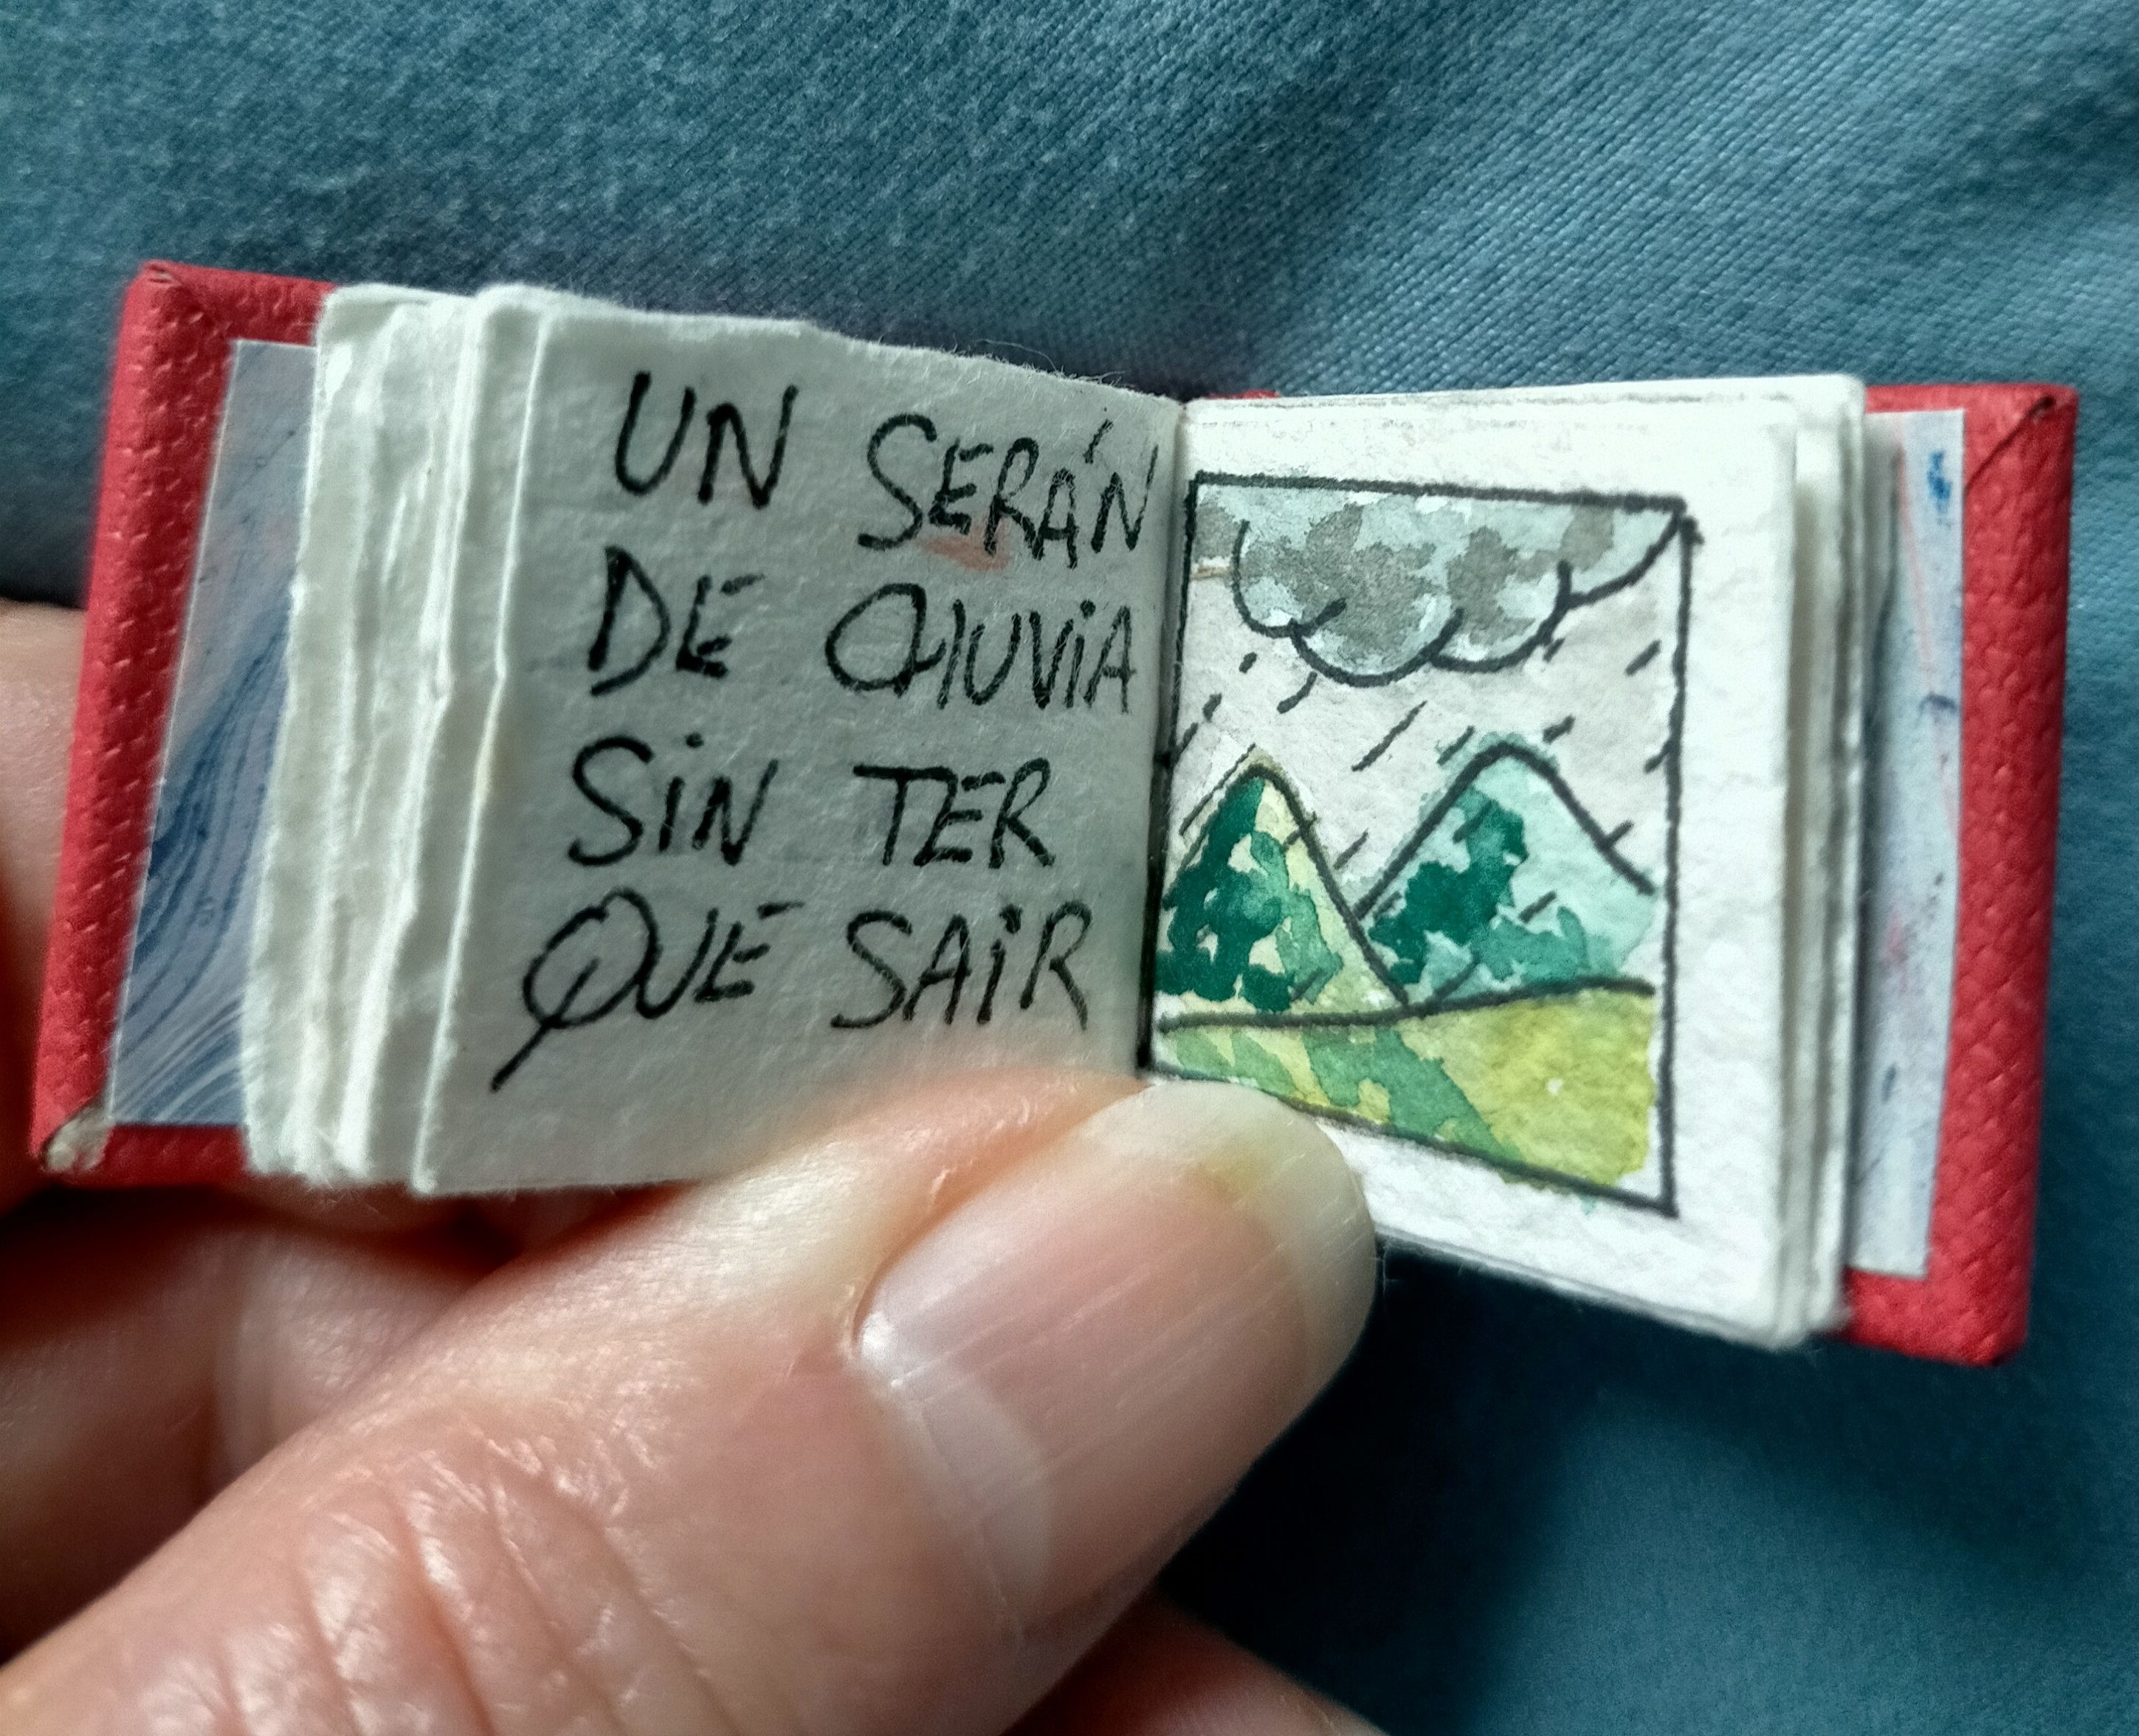 UN SERÁN
DE CHUVIA
SIN TER
QUE SAIR